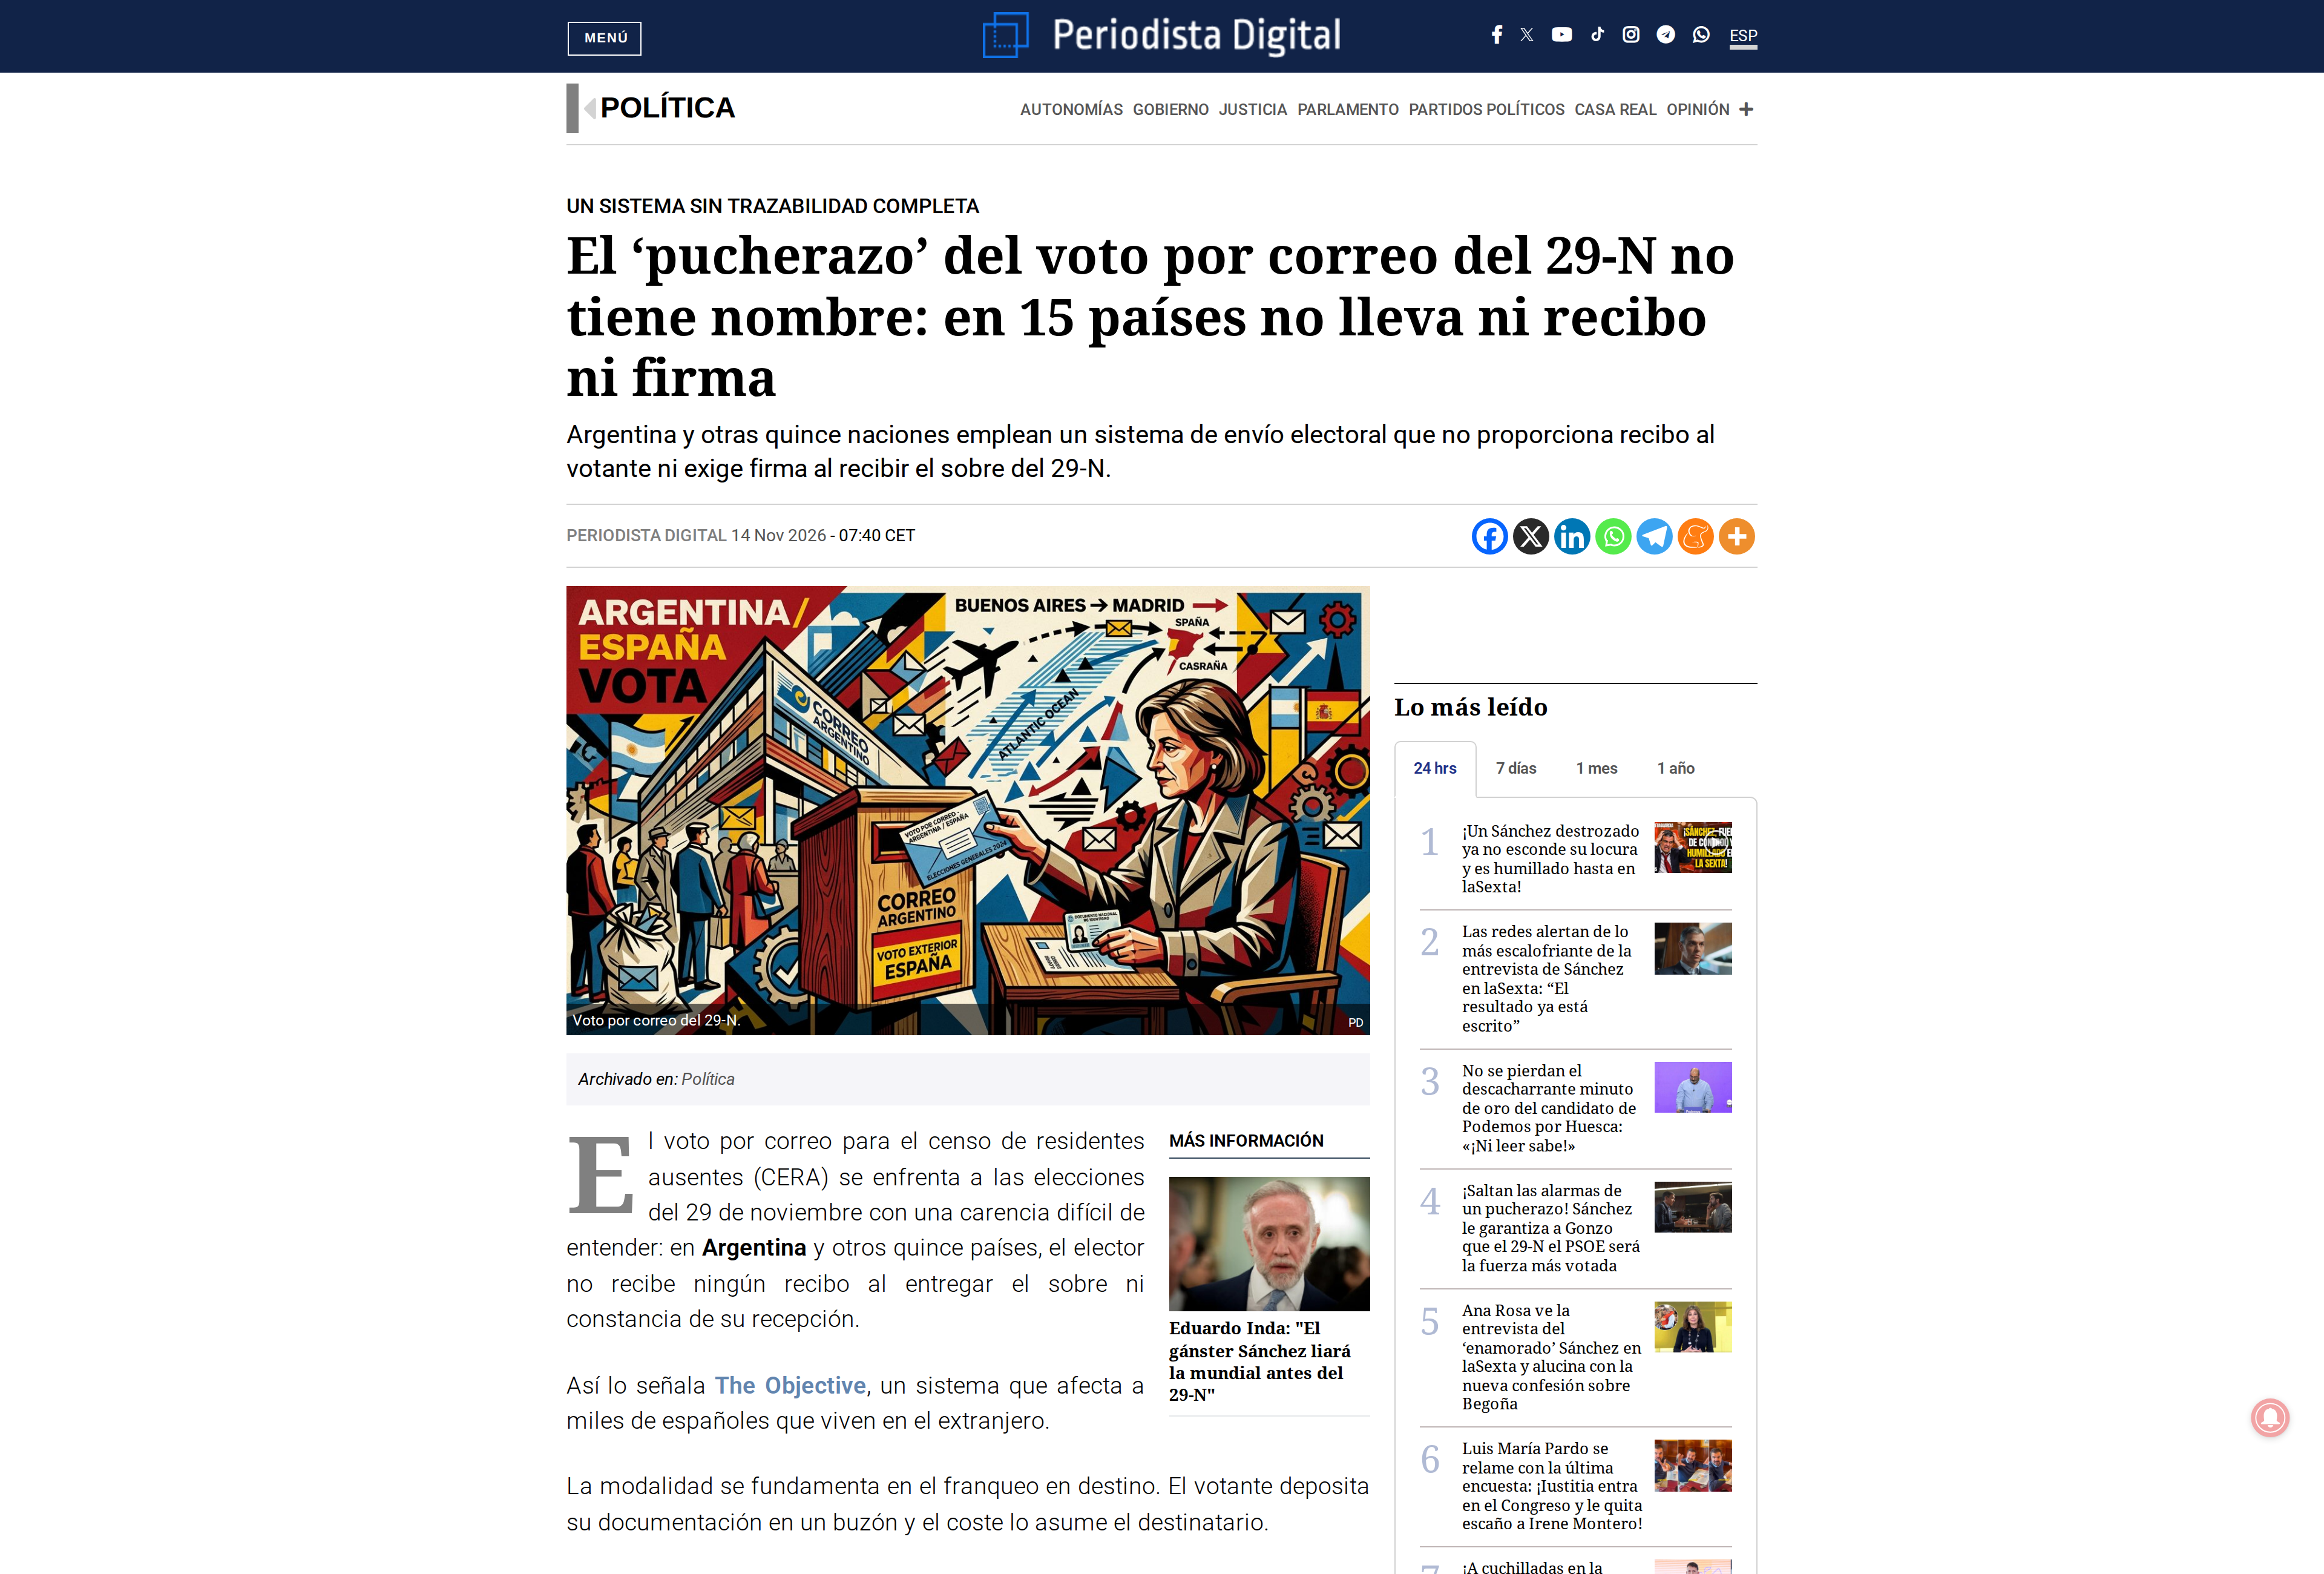 MENÚ
Periodista Digital
ESP
POLÍTICA
AUTONOMÍAS GOBIERNO JUSTICIA PARLAMENTO PARTIDOS POLÍTICOS CASA REAL OPINIÓN +
UN SISTEMA SIN TRAZABILIDAD COMPLETA
El ‘pucherazo’ del voto por correo del 29-N no
tiene nombre: en 15 países no lleva ni recibo
ni firma
Argentina y otras quince naciones emplean un sistema de envío electoral que no proporciona recibo al
votante ni exige firma al recibir el sobre del 29-N.
PERIODISTA DIGITAL 14 Nov 2026 - 07:40 CET
ARGENTINA/
ESPAÑA
VOTA
BUENOS AIRES → MADRID
SPAÑA
CASRAÑA
ATLANTIC OCEAN
CORREO
ARGENTINO
VOTO POR CORREO -
ARGENTINA / ESPAÑA
ELECCIONES GENERALES 2024
CORREO
ARGENTINO
VOTO EXTERIOR
ESPAÑA
DOCUMENTO NACIONAL
Voto por correo del 29-N.
PD
Archivado en: Política
El voto por correo para el censo de residentes
ausentes (CERA) se enfrenta a las elecciones
del 29 de noviembre con una carencia difícil de
entender: en Argentina y otros quince países, el elector
no recibe ningún recibo al entregar el sobre ni
constancia de su recepción.
Así lo señala The Objective, un sistema que afecta a
miles de españoles que viven en el extranjero.
La modalidad se fundamenta en el franqueo en destino. El votante deposita
su documentación en un buzón y el coste lo asume el destinatario.
MÁS INFORMACIÓN
Eduardo Inda: "El
gánster Sánchez liará
la mundial antes del
29-N"
Lo más leído
24 hrs 7 días 1 mes 1 año
1
¡Un Sánchez destrozado
ya no esconde su locura
y es humillado hasta en
laSexta!
2
Las redes alertan de lo
más escalofriante de la
entrevista de Sánchez
en laSexta: “El
resultado ya está
escrito”
3
No se pierdan el
descacharrante minuto
de oro del candidato de
Podemos por Huesca:
«¡Ni leer sabe!»
4
¡Saltan las alarmas de
un pucherazo! Sánchez
le garantiza a Gonzo
que el 29-N el PSOE será
la fuerza más votada
5
Ana Rosa ve la
entrevista del
‘enamorado’ Sánchez en
laSexta y alucina con la
nueva confesión sobre
Begoña
6
Luis María Pardo se
relame con la última
encuesta: ¡Iustitia entra
en el Congreso y le quita
escaño a Irene Montero!
7
¡A cuchilladas en la